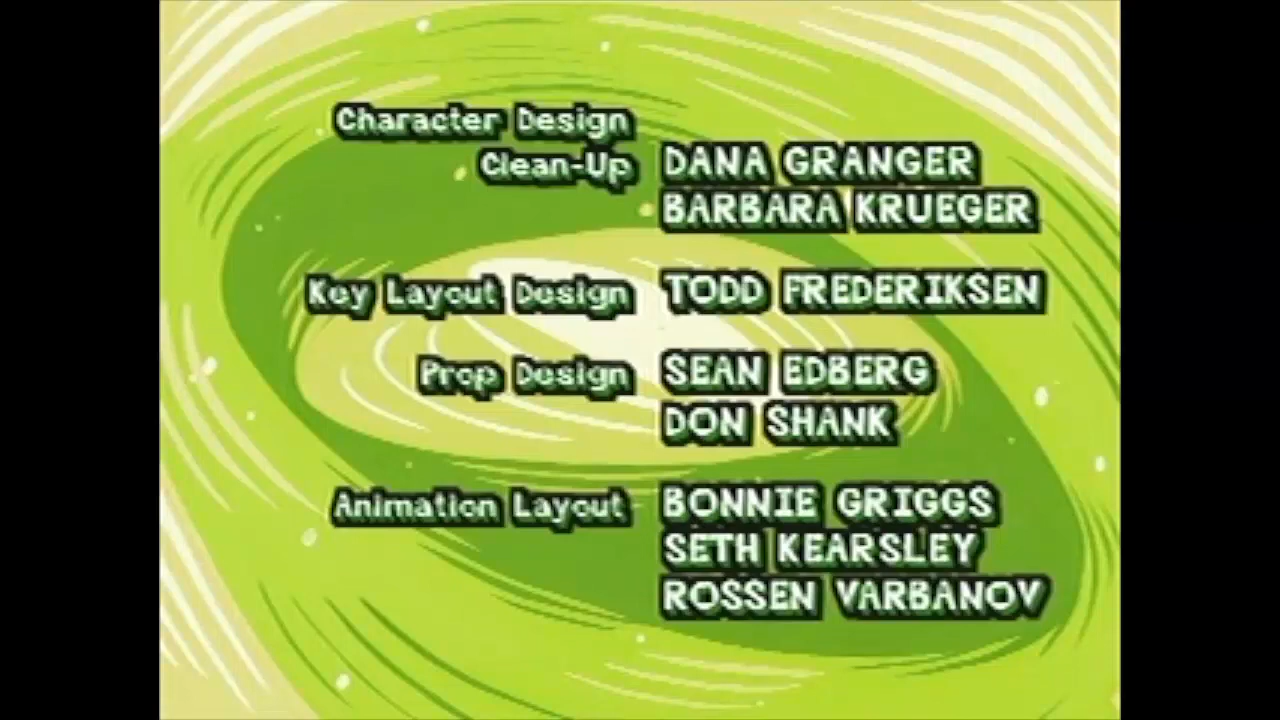 Character Design
Clean-Up DANA GRANGER
BARBARA KRUEGER
Key Layout Design TODD FREDERIKSEN
Prop Design SEAN EDBERG
DON SHANK
Animation Layout BONNIE GRIGGS
SETH KEARSLEY
ROSSEN VARBANOV